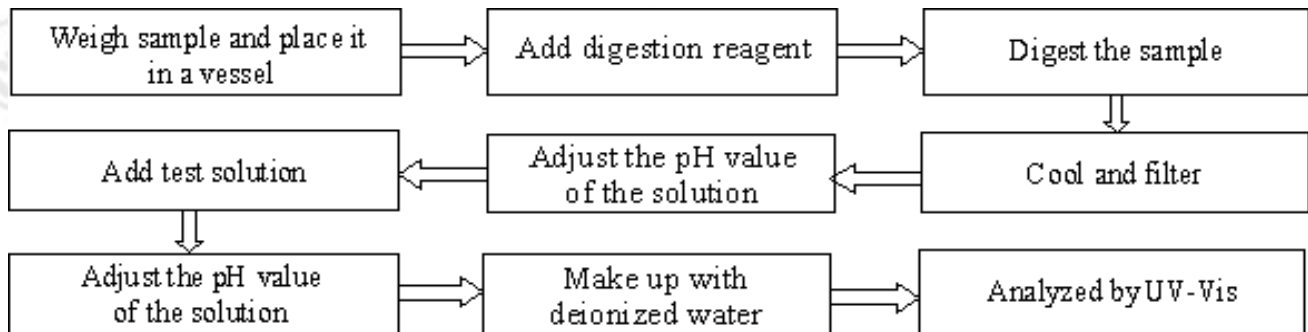 Weigh sample and place it
in a vessel
Add digestion reagent
Digest the sample
Cool and filter
Adjust the pH value
of the solution
Add test solution
Adjust the pH value
of the solution
Make up with
deionized water
Analyzed by UV-Vis